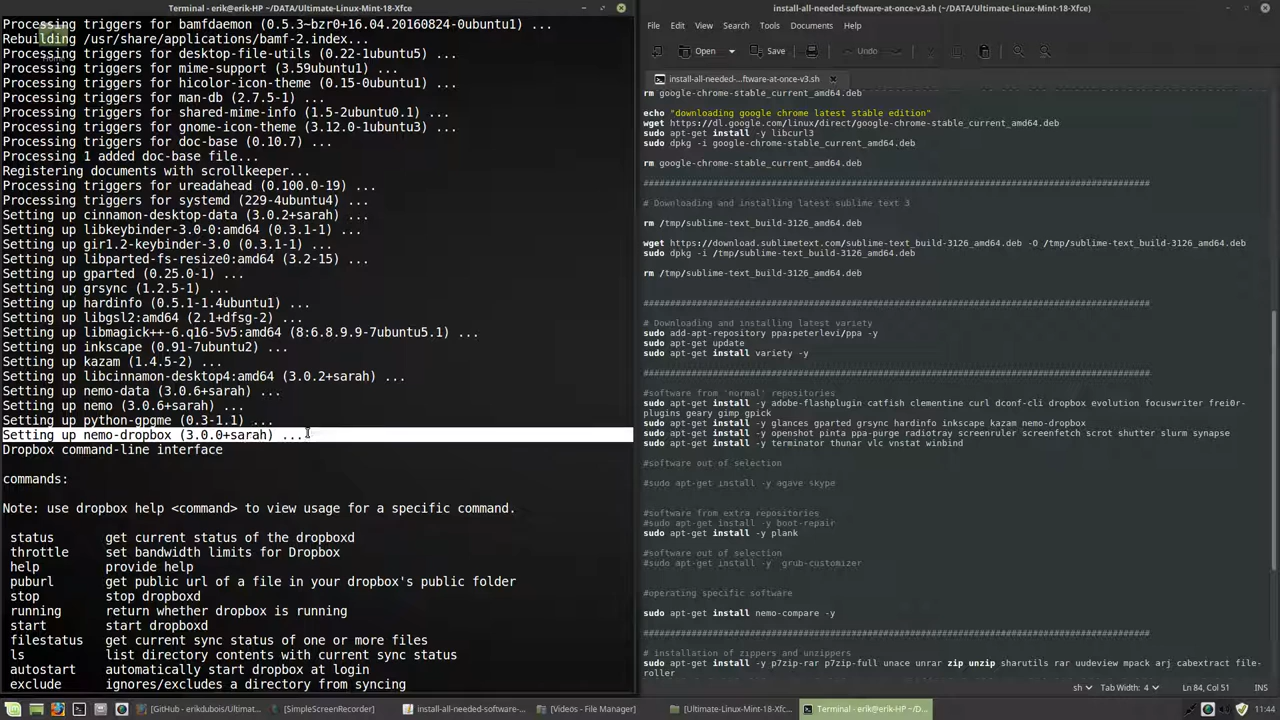 Terminal - erik@erik-HP ~/DATA/Ultimate-Linux-Mint-18-Xfce
Processing triggers for bamfdaemon (0.5.3~bzr0+16.04.20160824-0ubuntu1) ...
Rebuilding /usr/share/applications/bamf-2.index...
Processing triggers for desktop-file-utils (0.22-1ubuntu5) ...
Processing triggers for mime-support (3.59ubuntu1) ...
Processing triggers for hicolor-icon-theme (0.15-0ubuntu1) ...
Processing triggers for man-db (2.7.5-1) ...
Processing triggers for shared-mime-info (1.5-2ubuntu0.1) ...
Processing triggers for gnome-icon-theme (3.12.0-1ubuntu3) ...
Processing triggers for doc-base (0.10.7) ...
Processing 1 added doc-base file...
Registering documents with scrollkeeper...
Processing triggers for ureadahead (0.100.0-19) ...
Processing triggers for systemd (229-4ubuntu4) ...
Setting up cinnamon-desktop-data (3.0.2+sarah) ...
Setting up libkeybinder-3.0-0:amd64 (0.3.1-1) ...
Setting up gir1.2-keybinder-3.0 (0.3.1-1) ...
Setting up libparted-fs-resize0:amd64 (3.2-15) ...
Setting up gparted (0.25.0-1) ...
Setting up grsync (1.2.5-1) ...
Setting up hardinfo (0.5.1-1.4ubuntu1) ...
Setting up libgsl2:amd64 (2.1+dfsg-2) ...
Setting up libmagick++-6.q16-5v5:amd64 (8:6.8.9.9-7ubuntu5.1) ...
Setting up inkscape (0.91-7ubuntu2) ...
Setting up kazam (1.4.5-2) ...
Setting up libcinnamon-desktop4:amd64 (3.0.2+sarah) ...
Setting up nemo-data (3.0.6+sarah) ...
Setting up nemo (3.0.6+sarah) ...
Setting up python-gpgme (0.3-1.1) ...
Setting up nemo-dropbox (3.0.0+sarah) ...
Dropbox command-line interface
commands:
Note: use dropbox help <command> to view usage for a specific command.
status get current status of the dropboxd
throttle set bandwidth limits for Dropbox
help provide help
puburl get public url of a file in your dropbox's public folder
stop stop dropboxd
running return whether dropbox is running
start start dropboxd
filestatus get current sync status of one or more files
ls list directory contents with current sync status
autostart automatically start dropbox at login
exclude ignores/excludes a directory from syncing
install-all-needed-software-at-once-v3.sh (~/DATA/Ultimate-Linux-Mint-18-Xfce)
File Edit View Search Tools Documents Help
Open Save Undo
install-all-needed-...ftware-at-once-v3.sh
rm google-chrome-stable_current_amd64.deb
echo "downloading google chrome latest stable edition"
wget https://dl.google.com/linux/direct/google-chrome-stable_current_amd64.deb
sudo apt-get install -y libcurl3
sudo dpkg -i google-chrome-stable_current_amd64.deb
rm google-chrome-stable_current_amd64.deb
# Downloading and installing latest sublime text 3
rm /tmp/sublime-text_build-3126_amd64.deb
wget https://download.sublimetext.com/sublime-text_build-3126_amd64.deb -O /tmp/sublime-text_build-3126_amd64.deb
sudo dpkg -i /tmp/sublime-text_build-3126_amd64.deb
rm /tmp/sublime-text_build-3126_amd64.deb
# Downloading and installing latest variety
sudo add-apt-repository ppa:peterlevi/ppa -y
sudo apt-get update
sudo apt-get install variety -y
#software from 'normal' repositories
sudo apt-get install -y adobe-flashplugin catfish clementine curl dconf-cli dropbox evolution focuswriter frei0r-
plugins geary gimp gpick
sudo apt-get install -y glances gparted grsync hardinfo inkscape kazam nemo-dropbox
sudo apt-get install -y openshot pinta ppa-purge radiotray screenruler screenfetch scrot shutter slurm synapse
sudo apt-get install -y terminator thunar vlc vnstat winbind
#software out of selection
#sudo apt-get install -y agave skype
#software from extra repositories
#sudo apt-get install -y boot-repair
sudo apt-get install -y plank
#software out of selection
#sudo apt-get install -y grub-customizer
#operating specific software
sudo apt-get install nemo-compare -y
# installation of zippers and unzippers
sudo apt-get install -y p7zip-rar p7zip-full unace unrar zip unzip sharutils rar uudeview mpack arj cabextract file-
roller
sh Tab Width: 4 Ln 84, Col 51 INS
[GitHub - erikdubois/Ultimat... [SimpleScreenRecorder] install-all-needed-software-... [Videos - File Manager] [Ultimate-Linux-Mint-18-Xfc... Terminal - erik@erik-HP ~/D... 11:44